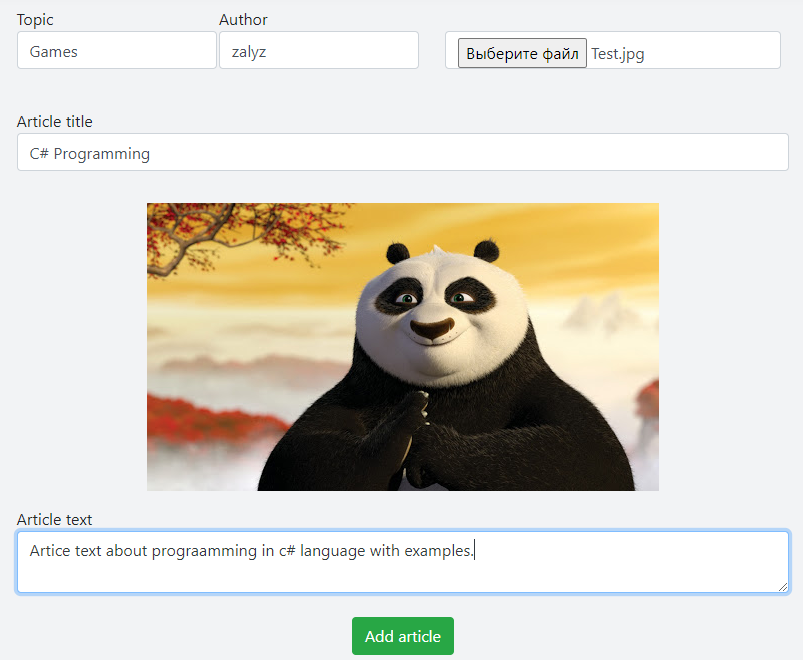 Topic Author
Games zalyz Выберите файл Test.jpg
Article title
C# Programming
Article text
Artice text about prograamming in c# language with examples.
Add article